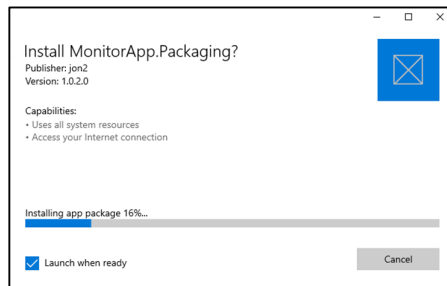 Install MonitorApp.Packaging?
Publisher: jon2
Version: 1.0.2.0
Capabilities:
• Uses all system resources
• Access your Internet connection
Installing app package 16%...
Launch when ready
Cancel